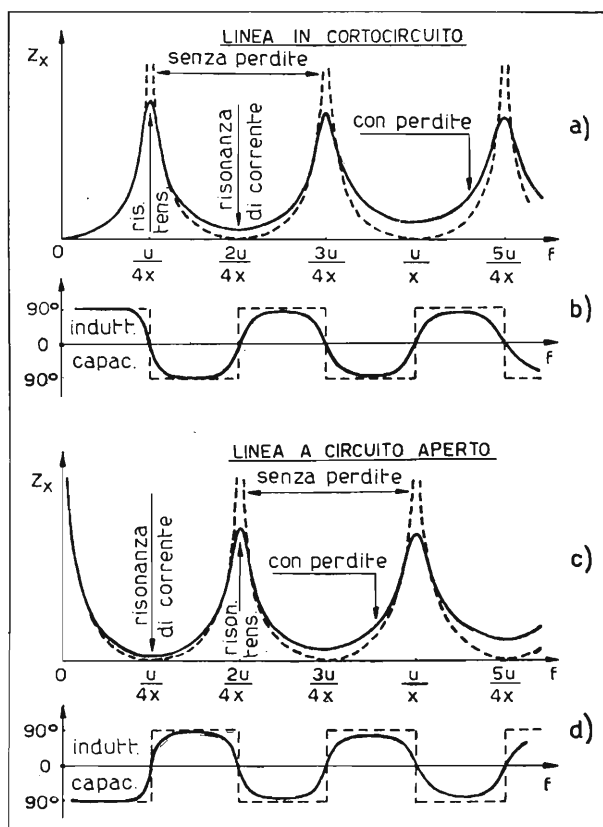 LINEA IN CORTOCIRCUITO
Zx
senza perdite
con perdite
a)
ris. tens.
risonanza di corrente
0
u/4x
2u/4x
3u/4x
u/x
5u/4x
f
b)
90°
indutt.
0
capac.
90°
f
LINEA A CIRCUITO APERTO
Zx
senza perdite
risonanza di corrente
con perdite
c)
rison. tens.
0
u/4x
2u/4x
3u/4x
u/x
5u/4x
f
d)
90°
indutt.
0
capac.
90°
f